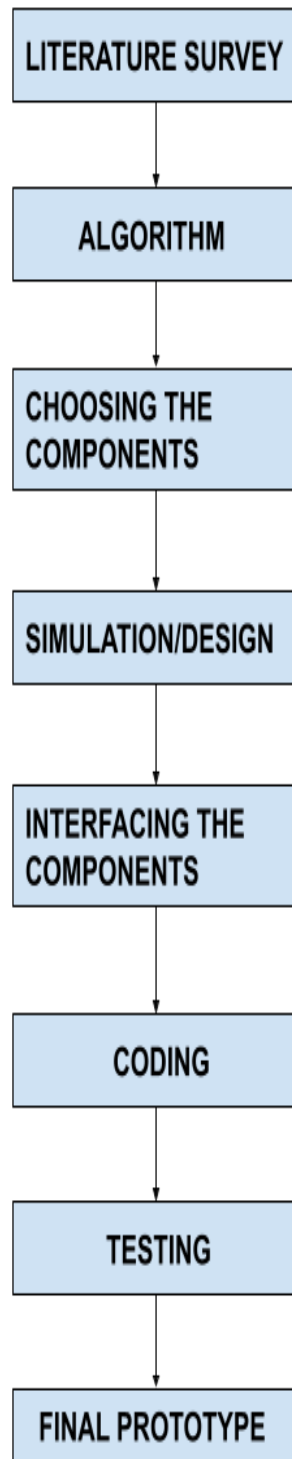 LITERATURE SURVEY
ALGORITHM
CHOOSING THE
COMPONENTS
SIMULATION/DESIGN
INTERFACING THE
COMPONENTS
CODING
TESTING
FINAL PROTOTYPE